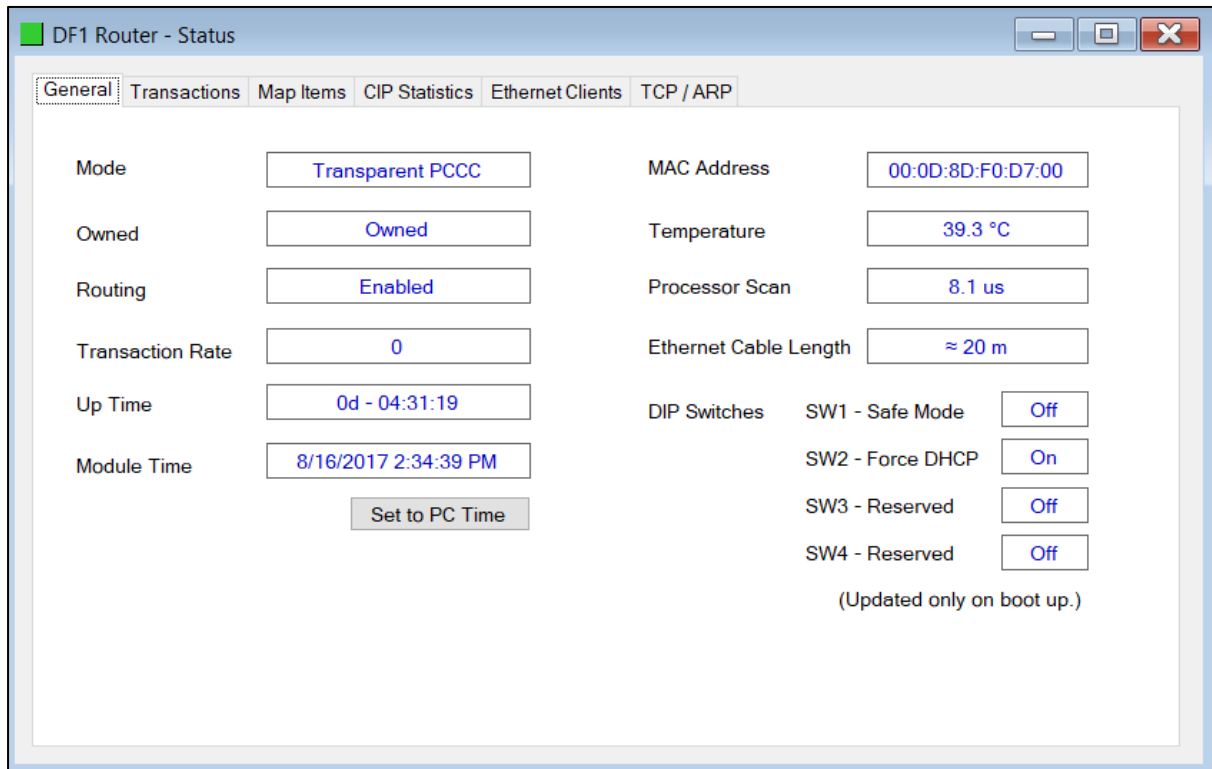 DF1 Router - Status
General Transactions Map Items CIP Statistics Ethernet Clients TCP / ARP
Mode Transparent PCCC MAC Address 00:0D:8D:F0:D7:00
Owned Owned Temperature 39.3 °C
Routing Enabled Processor Scan 8.1 us
Transaction Rate 0 Ethernet Cable Length ≈ 20 m
Up Time 0d - 04:31:19 DIP Switches SW1 - Safe Mode Off
SW2 - Force DHCP On
Module Time 8/16/2017 2:34:39 PM
Set to PC Time SW3 - Reserved Off
SW4 - Reserved Off
(Updated only on boot up.)